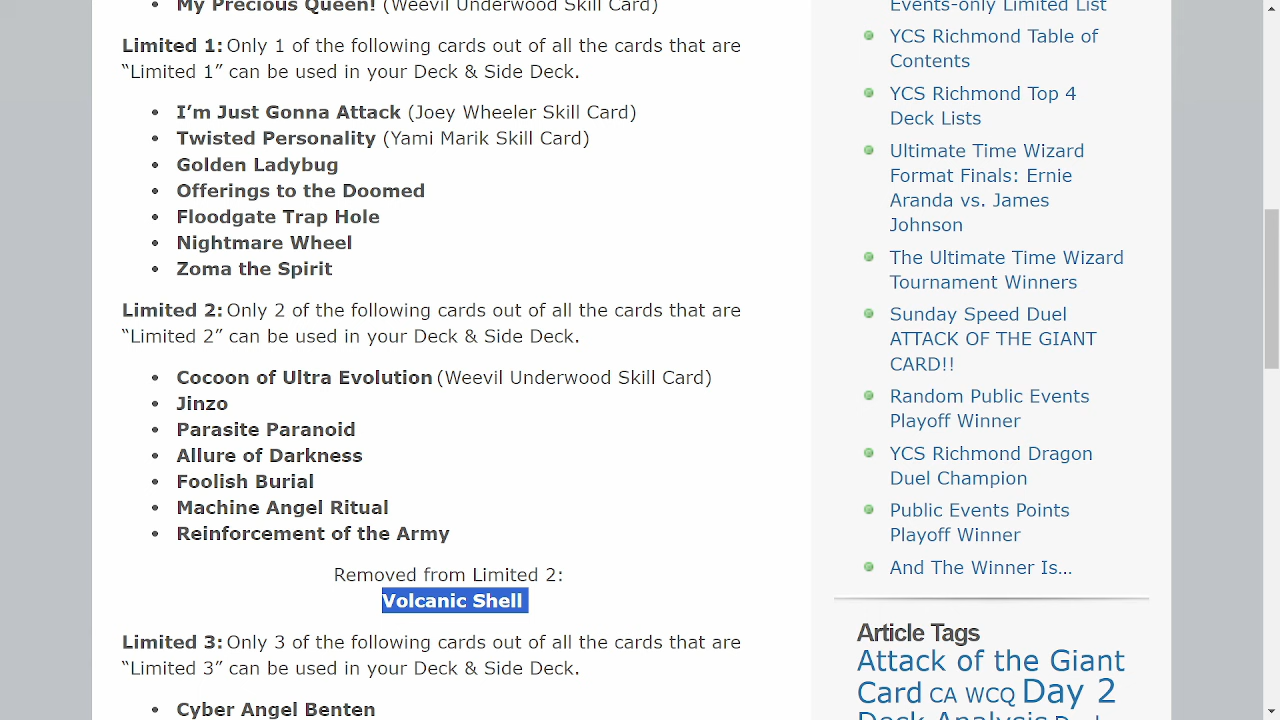 My Precious Queen! (Weevil Underwood Skill Card)
Limited 1: Only 1 of the following cards out of all the cards that are
“Limited 1” can be used in your Deck & Side Deck.
I’m Just Gonna Attack (Joey Wheeler Skill Card)
Twisted Personality (Yami Marik Skill Card)
Golden Ladybug
Offerings to the Doomed
Floodgate Trap Hole
Nightmare Wheel
Zoma the Spirit
Limited 2: Only 2 of the following cards out of all the cards that are
“Limited 2” can be used in your Deck & Side Deck.
Cocoon of Ultra Evolution (Weevil Underwood Skill Card)
Jinzo
Parasite Paranoid
Allure of Darkness
Foolish Burial
Machine Angel Ritual
Reinforcement of the Army
Removed from Limited 2:
Volcanic Shell
Limited 3: Only 3 of the following cards out of all the cards that are
“Limited 3” can be used in your Deck & Side Deck.
Cyber Angel Benten
Events-only Limited List
YCS Richmond Table of
Contents
YCS Richmond Top 4
Deck Lists
Ultimate Time Wizard
Format Finals: Ernie
Aranda vs. James
Johnson
The Ultimate Time Wizard
Tournament Winners
Sunday Speed Duel
ATTACK OF THE GIANT
CARD!!
Random Public Events
Playoff Winner
YCS Richmond Dragon
Duel Champion
Public Events Points
Playoff Winner
And The Winner Is…
Article Tags
Attack of the Giant
Card CA WCQ Day 2
Deck Analysis Duel